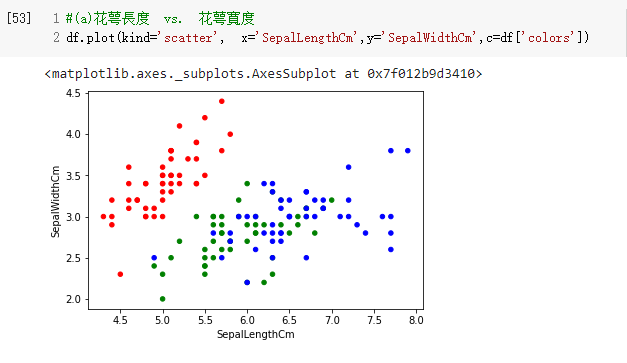 [53] 1 #(a)花萼長度 vs. 花萼寬度
2 df.plot(kind='scatter', x='SepalLengthCm',y='SepalWidthCm',c=df['colors'])
<matplotlib.axes._subplots.AxesSubplot at 0x7f012b9d3410>
4.5
4.0
3.5
3.0
2.5
2.0
SepalWidthCm
4.5 5.0 5.5 6.0 6.5 7.0 7.5 8.0
SepalLengthCm